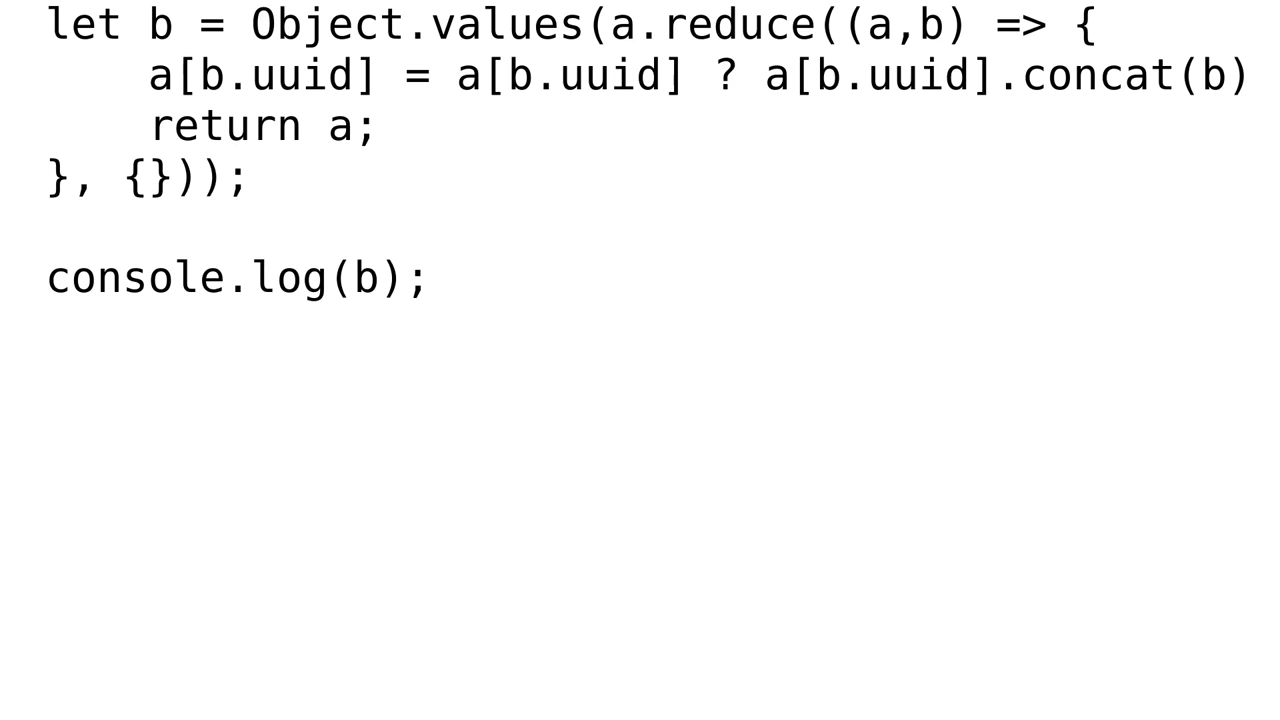 let b = Object.values(a.reduce((a,b) => {
    a[b.uuid] = a[b.uuid] ? a[b.uuid].concat(b)
    return a;
}, {}));

console.log(b);